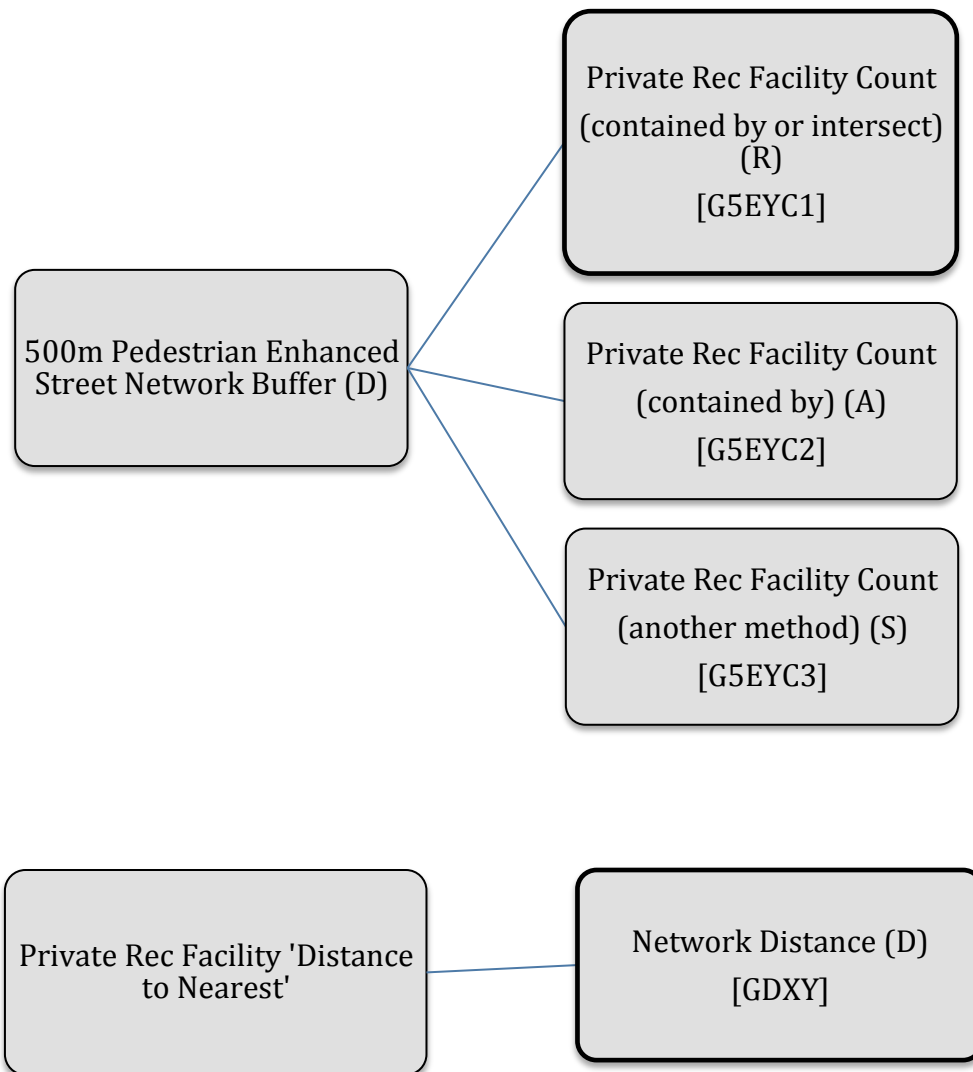 Private Rec Facility Count
(contained by or intersect)
(R)
[G5EYC1]
500m Pedestrian Enhanced
Street Network Buffer (D)
Private Rec Facility Count
(contained by) (A)
[G5EYC2]
Private Rec Facility Count
(another method) (S)
[G5EYC3]
Private Rec Facility 'Distance
to Nearest'
Network Distance (D)
[GDXY]